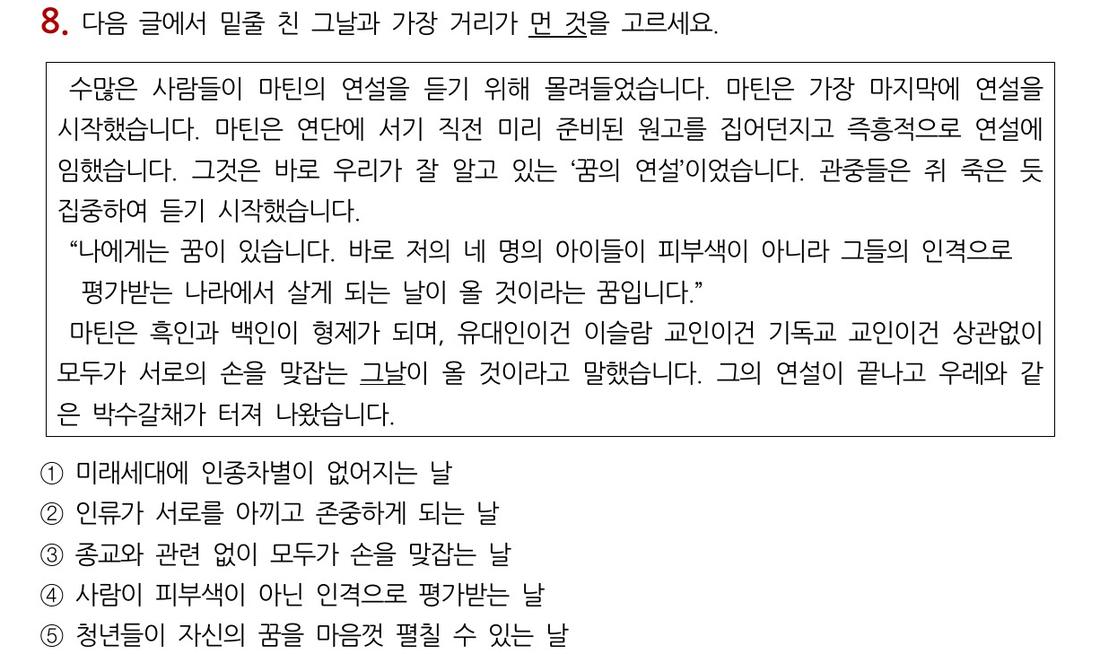 8. 다음 글에서 밑줄 친 그날과 가장 거리가 먼 것을 고르세요.
수많은 사람들이 마틴의 연설을 듣기 위해 몰려들었습니다. 마틴은 가장 마지막에 연설을
시작했습니다. 마틴은 연단에 서기 직전 미리 준비된 원고를 집어던지고 즉흥적으로 연설에
임했습니다. 그것은 바로 우리가 잘 알고 있는 ‘꿈의 연설’이었습니다. 관중들은 쥐 죽은 듯
집중하여 듣기 시작했습니다.
“나에게는 꿈이 있습니다. 바로 저의 네 명의 아이들이 피부색이 아니라 그들의 인격으로
평가받는 나라에서 살게 되는 날이 올 것이라는 꿈입니다.”
마틴은 흑인과 백인이 형제가 되며, 유대인이건 이슬람 교인이건 기독교 교인이건 상관없이
모두가 서로의 손을 맞잡는 그날이 올 것이라고 말했습니다. 그의 연설이 끝나고 우레와 같
은 박수갈채가 터져 나왔습니다.
① 미래세대에 인종차별이 없어지는 날
② 인류가 서로를 아끼고 존중하게 되는 날
③ 종교와 관련 없이 모두가 손을 맞잡는 날
④ 사람이 피부색이 아닌 인격으로 평가받는 날
⑤ 청년들이 자신의 꿈을 마음껏 펼칠 수 있는 날